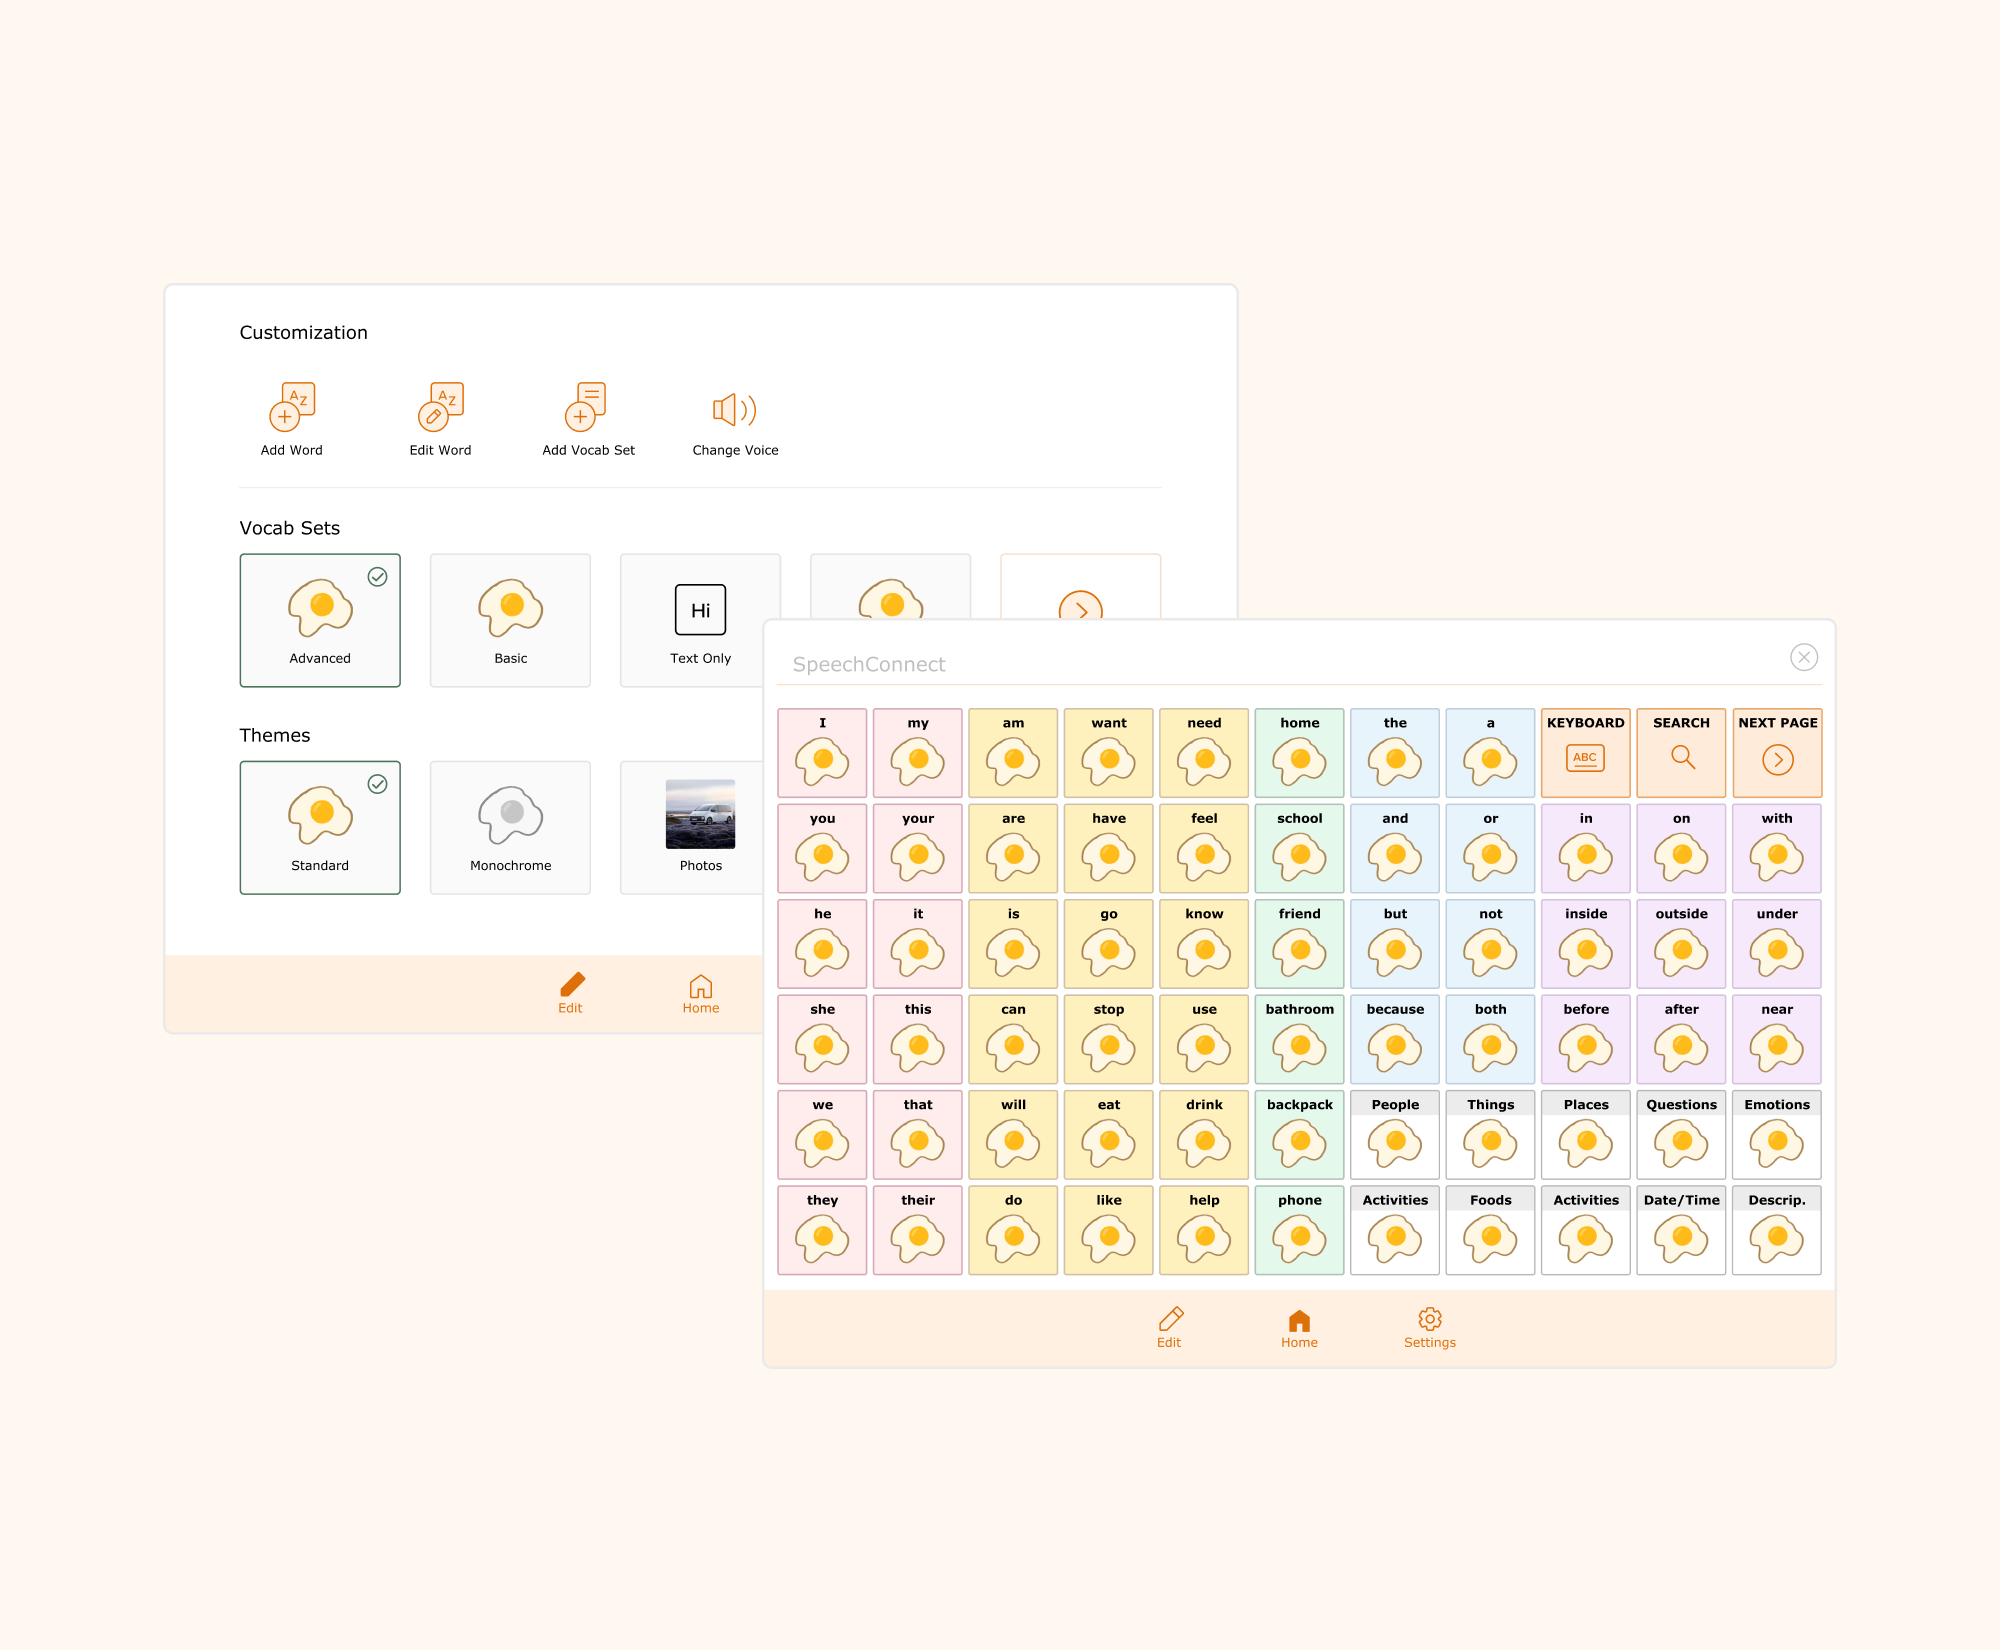 Customization
Add Word Edit Word Add Vocab Set Change Voice
Vocab Sets
Advanced Basic Hi Text Only
Themes
Standard Monochrome Photos
Edit Home
SpeechConnect
I my am want need home the a KEYBOARD SEARCH NEXT PAGE
ABC
you your are have feel school and or in on with
he it is go know friend but not inside outside under
she this can stop use bathroom because both before after near
we that will eat drink backpack People Things Places Questions Emotions
they their do like help phone Activities Foods Activities Date/Time Descrip.
Edit Home Settings